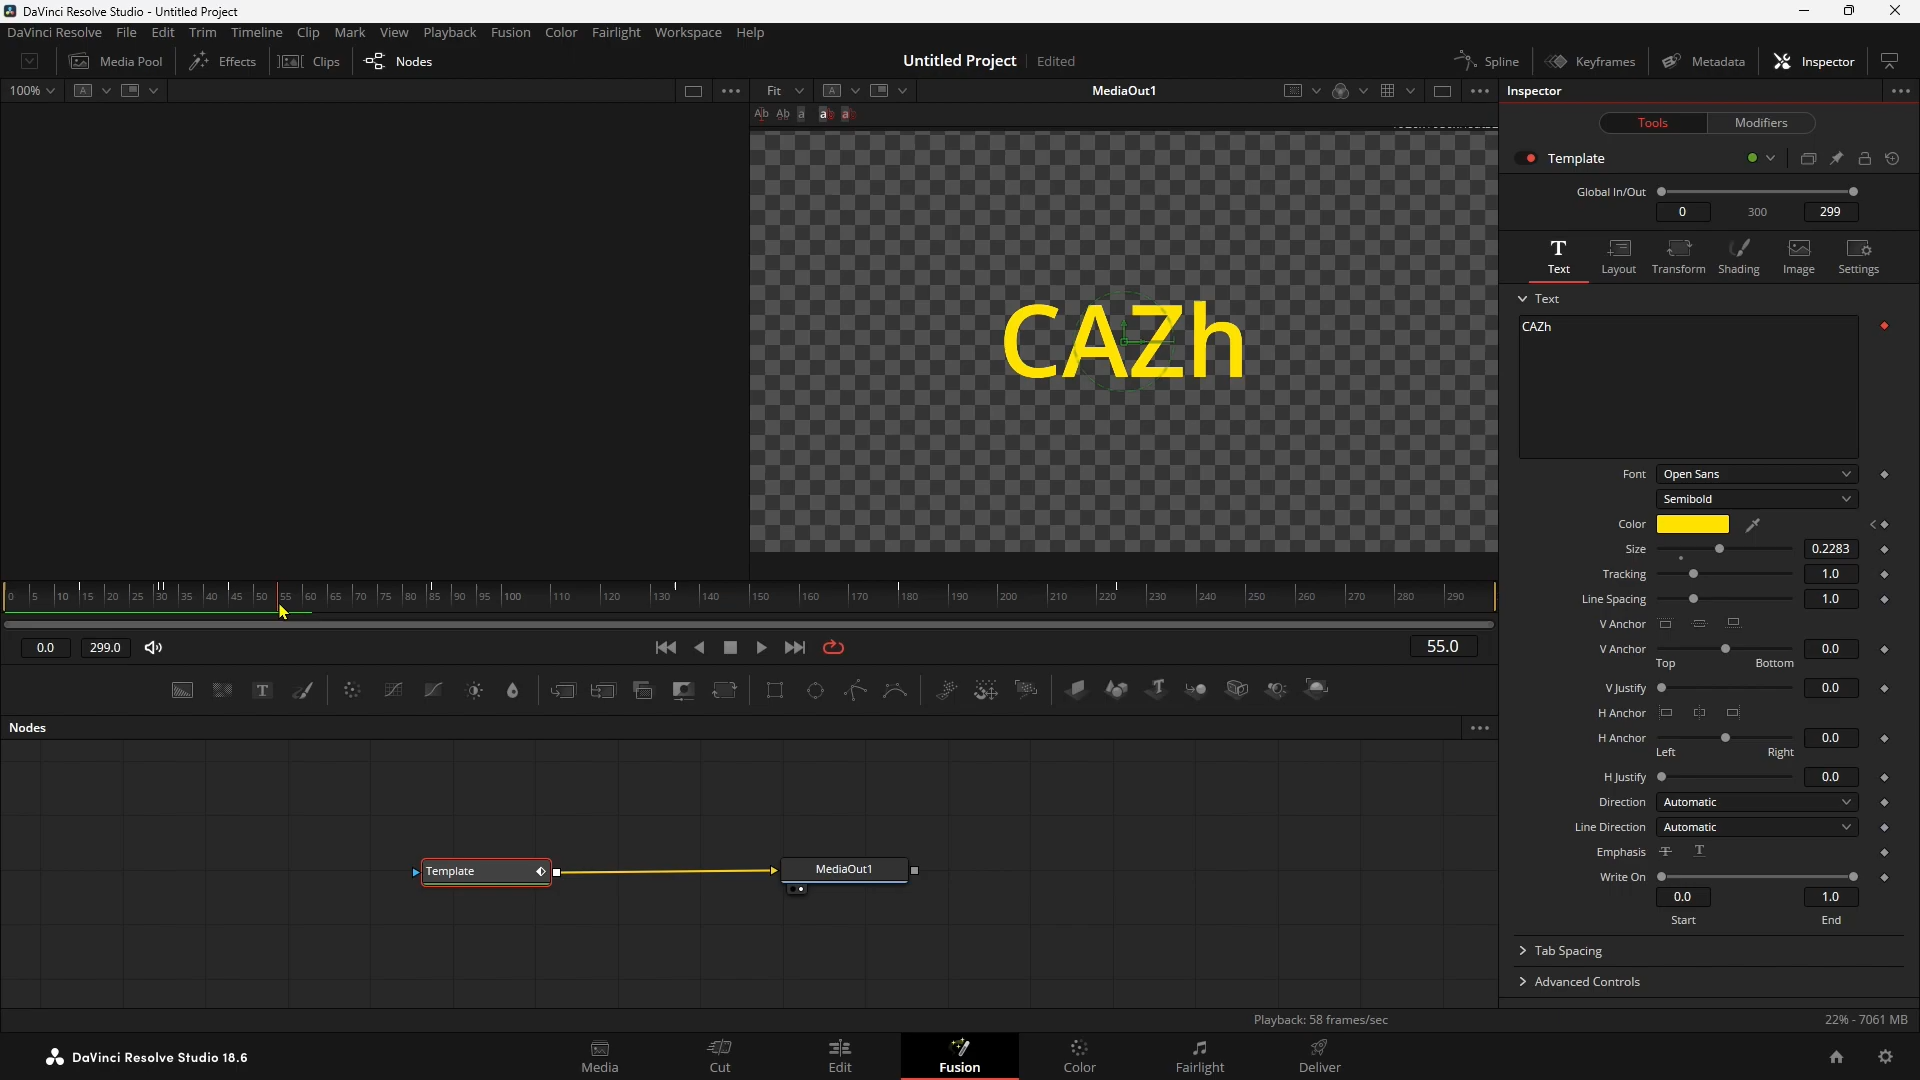 DaVinci Resolve Studio - Untitled Project
DaVinci Resolve File Edit Trim Timeline Clip Mark View Playback Fusion Color Fairlight Workspace Help
Media Pool Effects Clips Nodes Untitled Project Edited Spline Keyframes Metadata Inspector
100% A Fit A MediaOut1 Inspector
Tools Modifiers
Template
Global In/Out
0 300 299
Text Layout Transform Shading Image Settings
Text
CAZh
CAZh
Font Open Sans
Semibold
Color
Size 0.2283
Tracking 1.0
Line Spacing 1.0
V Anchor
V Anchor 0.0
Top Bottom
V Justify 0.0
H Anchor
H Anchor 0.0
Left Right
H Justify 0.0
Direction Automatic
Line Direction Automatic
Emphasis
Write On
0.0 1.0
Start End
Tab Spacing
Advanced Controls
0 5 10 15 20 25 30 35 40 45 50 55 60 65 70 75 80 85 90 95 100 110 120 130 140 150 160 170 180 190 200 210 220 230 240 250 260 270 280 290
0.0 299.0 55.0
Nodes
Template MediaOut1
Playback: 58 frames/sec 22% - 7061 MB
DaVinci Resolve Studio 18.6 Media Cut Edit Fusion Color Fairlight Deliver